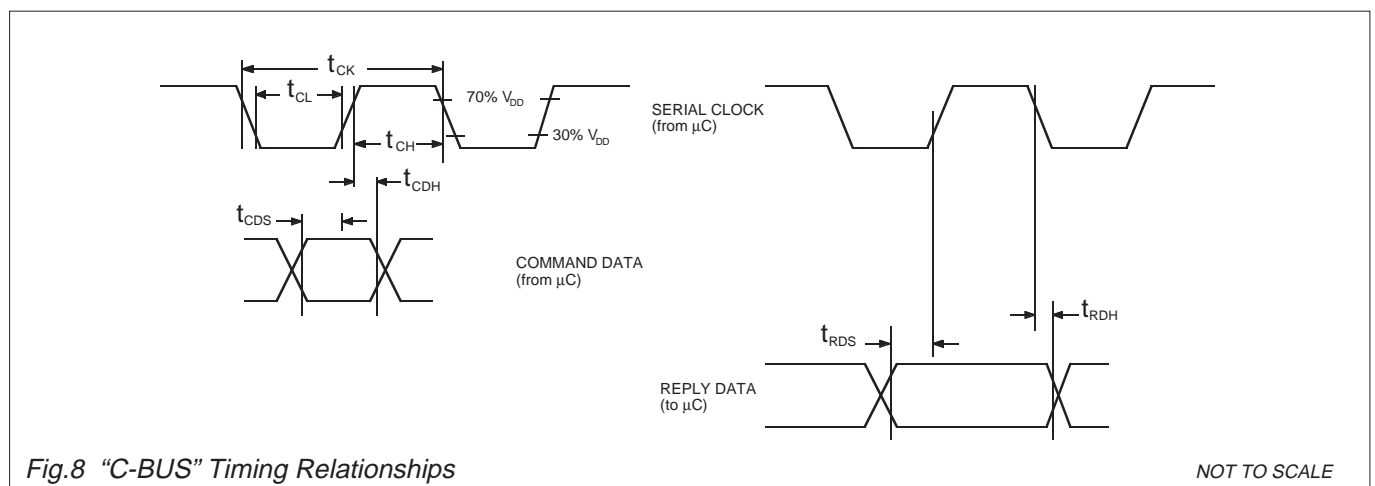 tCK
tCL
70% VDD
SERIAL CLOCK
(from µC)
30% VDD
tCH
tCDH
tCDS
COMMAND DATA
(from µC)
tRDH
tRDS
REPLY DATA
(to µC)
Fig.8 “C-BUS” Timing Relationships
NOT TO SCALE